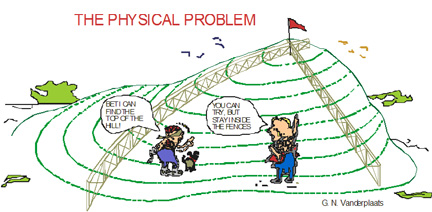 THE PHYSICAL PROBLEM
BET I CAN
FIND THE
TOP OF THE
HILL!
YOU CAN
TRY, BUT
STAY INSIDE
THE FENCES
G. N. Vanderplaats